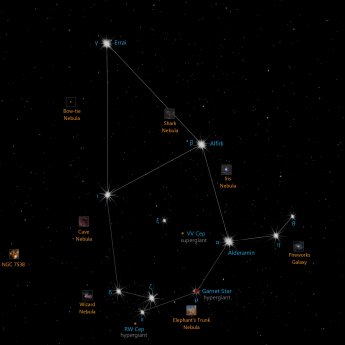 γ
Errai
Bow-tie
Nebula
Shark
Nebula
β
Alfirk
Iris
Nebula
ι
ξ
Cave
Nebula
VV Cep
supergiant
α
Alderamin
η
θ
Fireworks
Galaxy
NGC 7538
δ
ζ
ε
Garnet Star
μ
hypergiant
Wizard
Nebula
Elephant's Trunk
Nebula
RW Cep
hypergiant